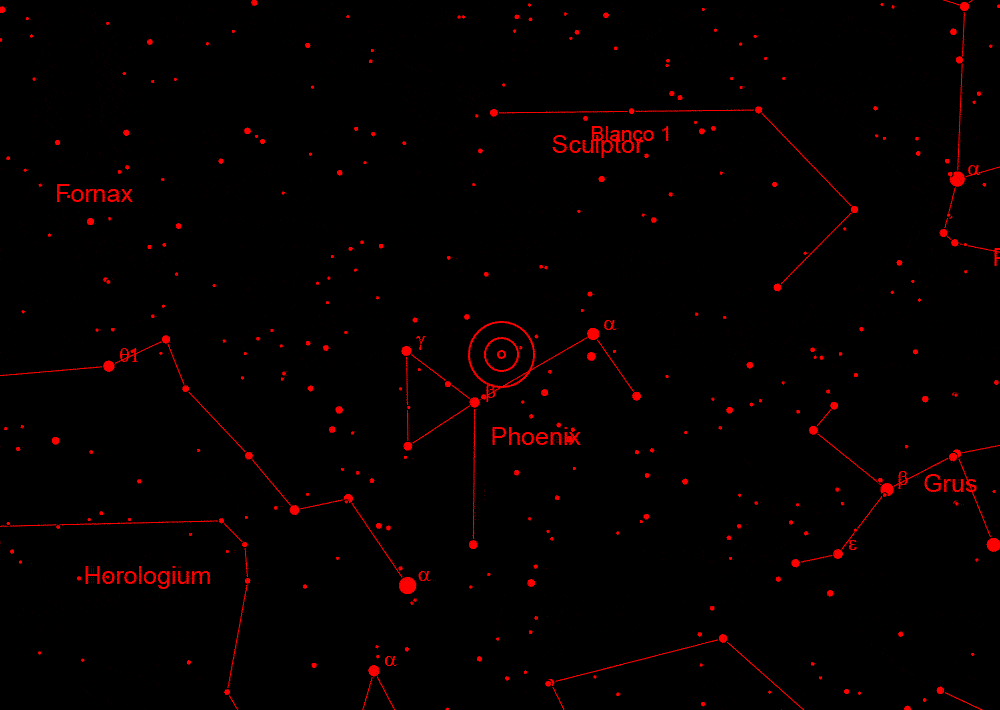 α
Blanco 1
Sculptor
Fornax
α
γ
θ1
β
Phoenix
β
Grus
ε
Horologium
α
α